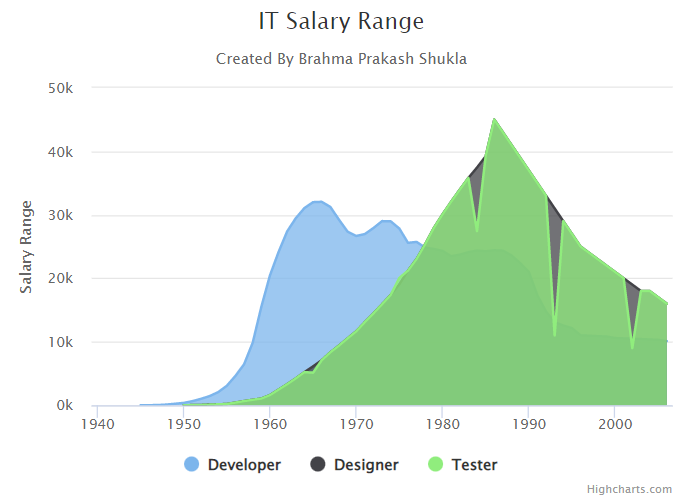 IT Salary Range
Created By Brahma Prakash Shukla
50k
40k
30k
20k
10k
0k
Salary Range
1940 1950 1960 1970 1980 1990 2000
Developer Designer Tester
Highcharts.com